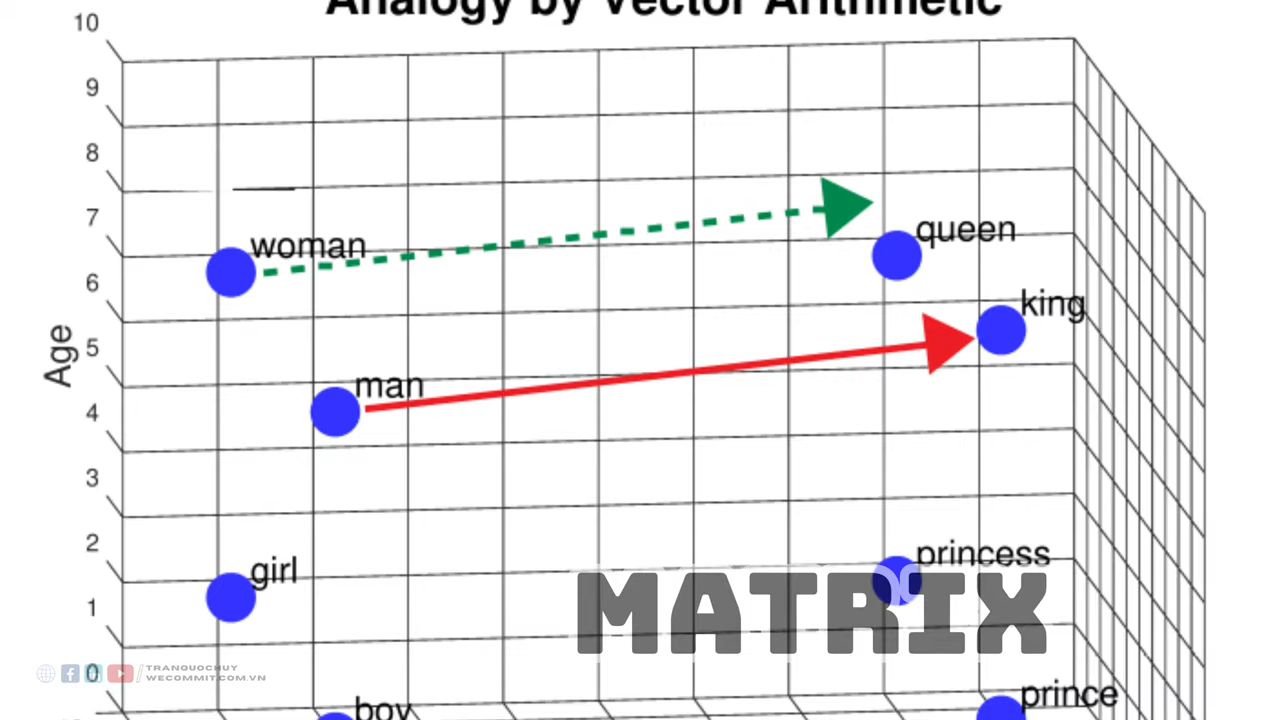 Analogy by Vector Arithmetic
10
9
8
7
6
5
4
3
2
1
0
Age
woman
queen
king
man
girl
princess
MATRIX
prince
boy
TRANQUOCHUY
WECOMMIT.COM.VN